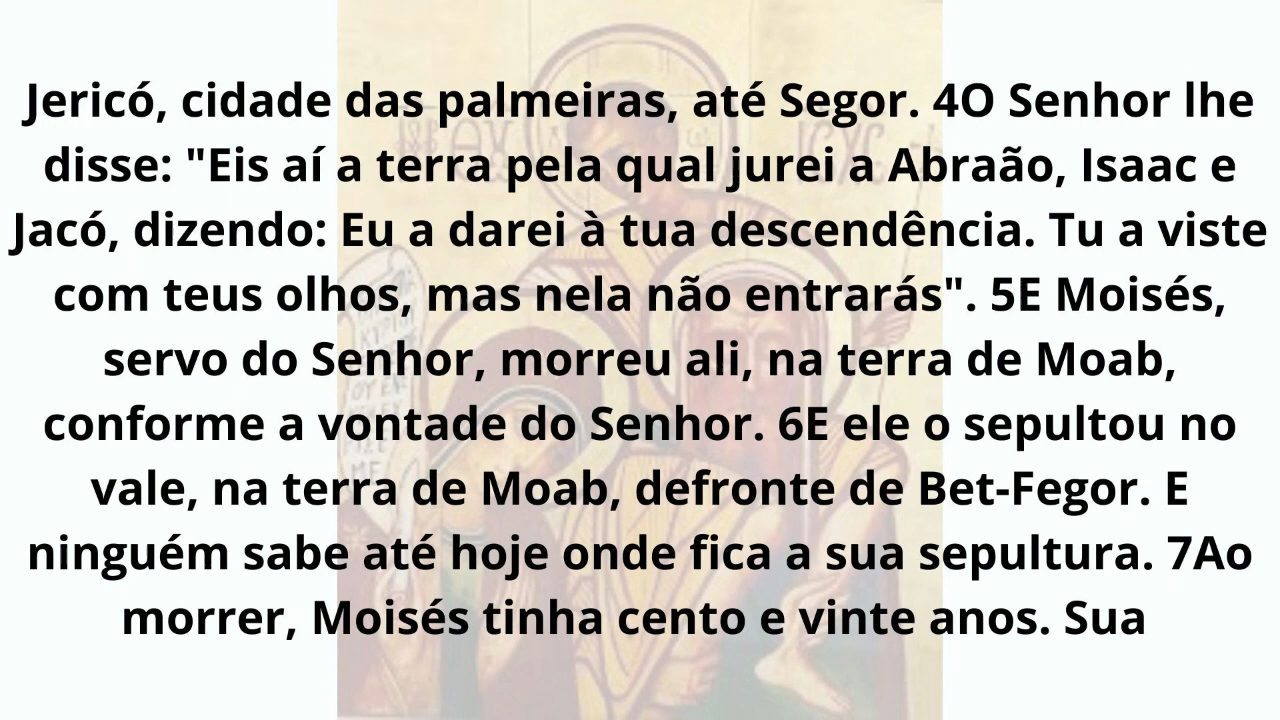 Jericó, cidade das palmeiras, até Segor. 4O Senhor lhe
disse: "Eis aí a terra pela qual jurei a Abraão, Isaac e
Jacó, dizendo: Eu a darei à tua descendência. Tu a viste
com teus olhos, mas nela não entrarás". 5E Moisés,
servo do Senhor, morreu ali, na terra de Moab,
conforme a vontade do Senhor. 6E ele o sepultou no
vale, na terra de Moab, defronte de Bet-Fegor. E
ninguém sabe até hoje onde fica a sua sepultura. 7Ao
morrer, Moisés tinha cento e vinte anos. Sua